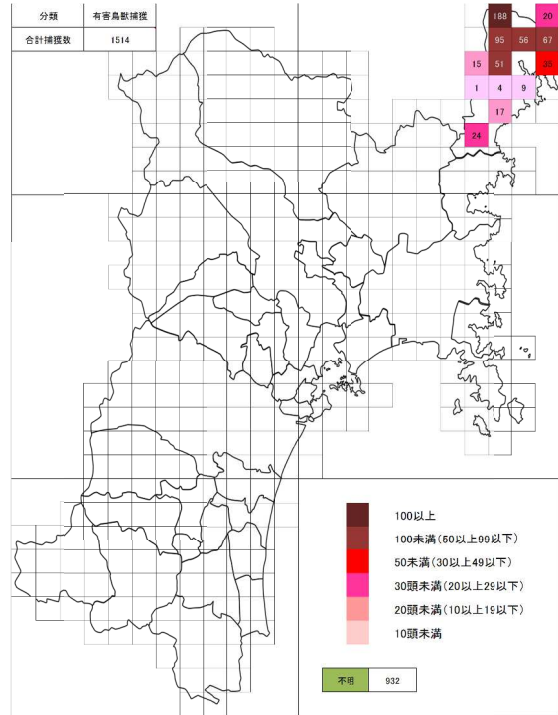 分類 有害鳥獣捕獲
合計捕獲数 1514
188 20
95 56 67
15 51 35
1 4 9
17
24
100以上
100未満(50以上99以下)
50未満(30以上49以下)
30頭未満(20以上29以下)
20頭未満(10以上19以下)
10頭未満
不明 932